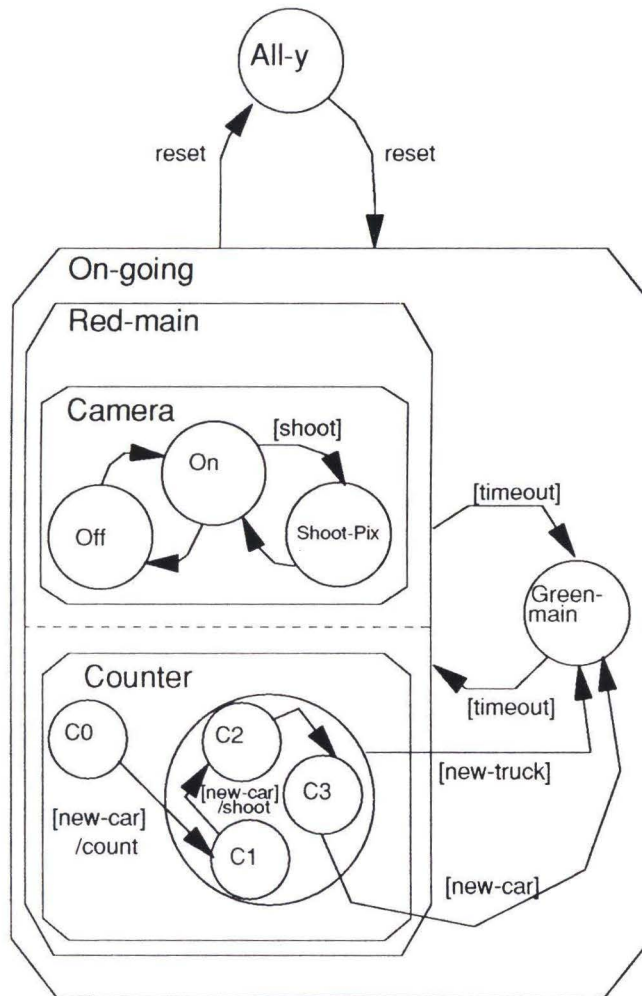 All-y
reset
reset
On-going
Red-main
Camera
[shoot]
On
Off
Shoot-Pix
[timeout]
Green-
main
[timeout]
Counter
C0
C2
C3
[new-car]
/shoot
C1
[new-car]
/count
[new-truck]
[new-car]